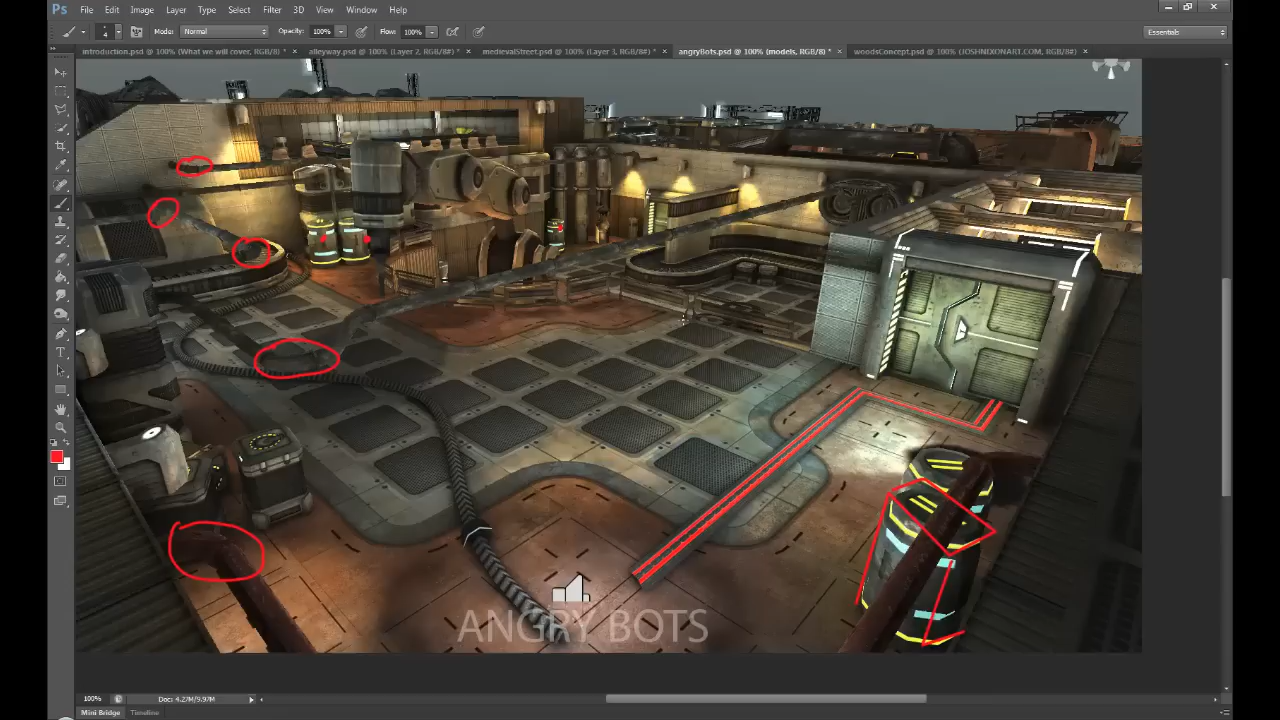 Ps File Edit Image Layer Type Select Filter 3D View Window Help
4 Mode: Normal Opacity: 100% Flow: 100% Essentials
introduction.psd @ 100% (What we will cover, RGB/8) * × alleyway.psd @ 100% (Layer 2, RGB/8#) * × medievalStreet.psd @ 100% (Layer 3, RGB/8#) * × angryBots.psd @ 100% (models, RGB/8) * × woodsConcept.psd @ 100% (JOSHNIXONART.COM, RGB/8#) ×
ANGRY BOTS
100% Doc: 4.27M/9.97M
Mini Bridge Timeline